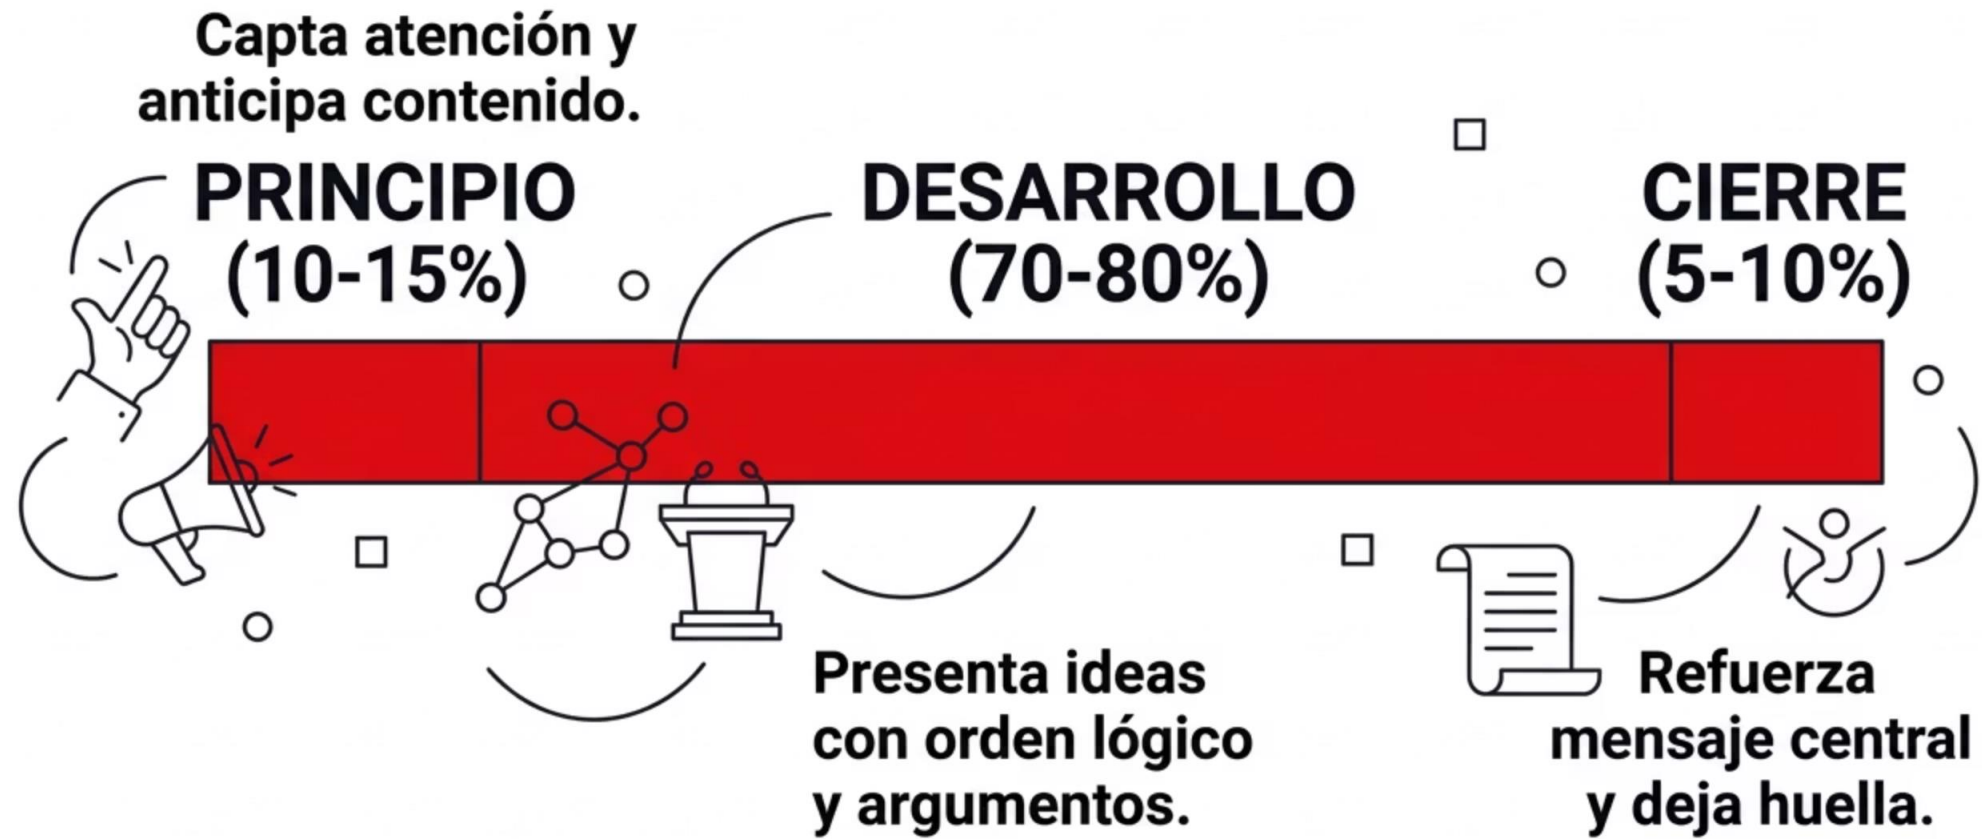 Capta atención y
anticipa contenido.
PRINCIPIO
(10-15%)
DESARROLLO
(70-80%)
Presenta ideas
con orden lógico
y argumentos.
CIERRE
(5-10%)
Refuerza
mensaje central
y deja huella.